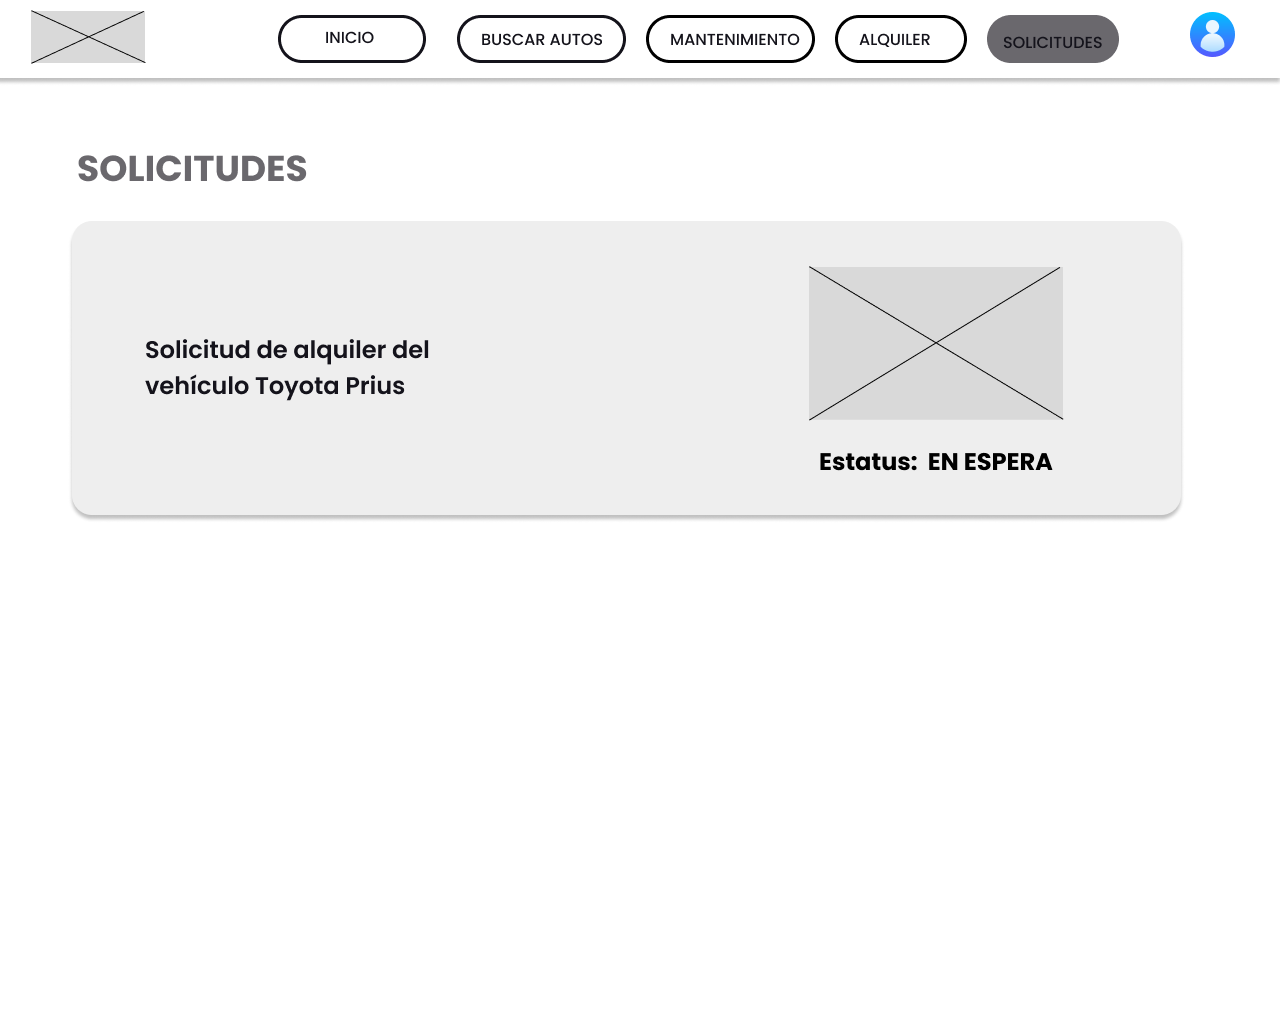 INICIO
BUSCAR AUTOS
MANTENIMIENTO
ALQUILER
SOLICITUDES
SOLICITUDES
Solicitud de alquiler del
vehículo Toyota Prius
Estatus: EN ESPERA